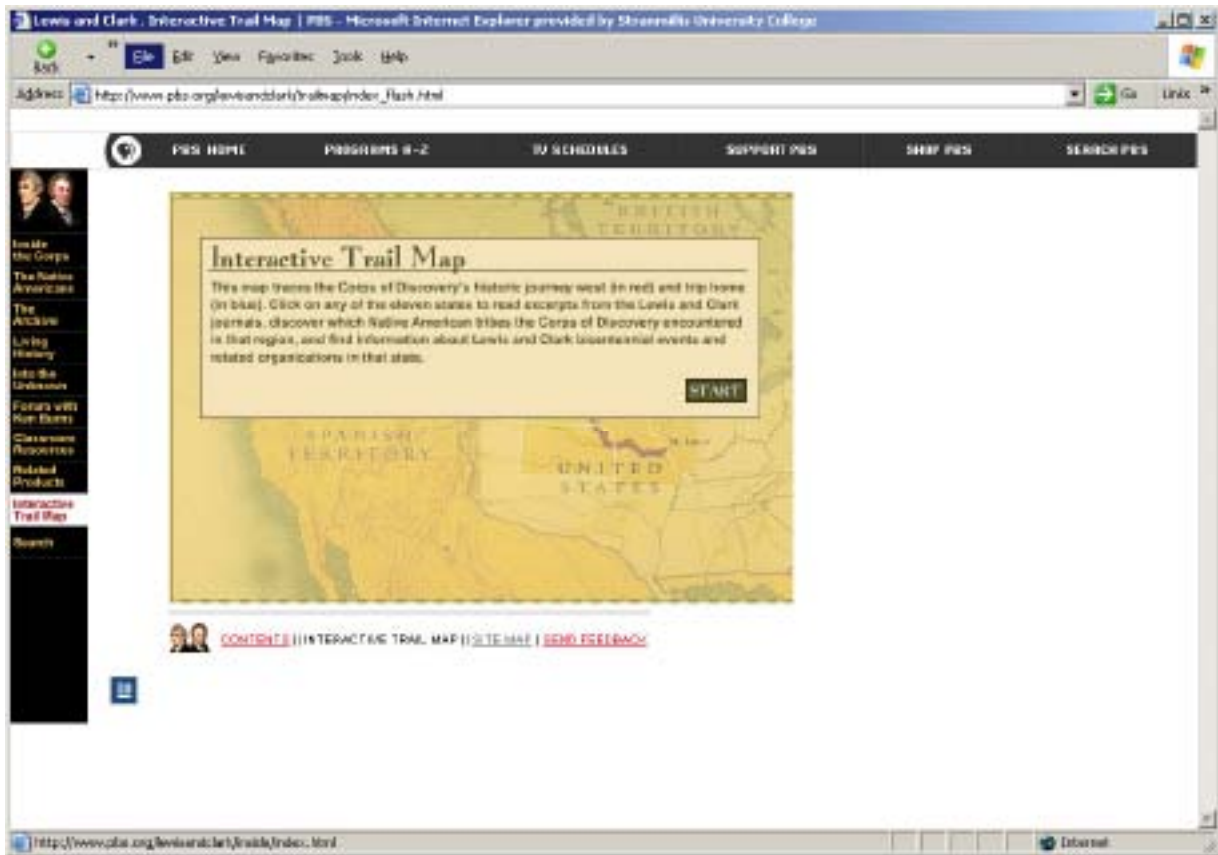 Lewis and Clark . Interactive Trail Map | PBS - Microsoft Internet Explorer provided by Stranmillis University College
Back
File Edit View Favorites Tools Help
Address http://www.pbs.org/lewisandclark/trailmap/index_flash.html Go Links
PBS HOME PROGRAMS A-Z TV SCHEDULES SUPPORT PBS SHOP PBS SEARCH PBS
Inside
the Corps
The Native
Americans
The
Archive
Living
History
Into the
Unknown
Forum with
Ken Burns
Classroom
Resources
Related
Products
Interactive
Trail Map
Search
BRITISH
TERRITORY
Interactive Trail Map
This map traces the Corps of Discovery's historic journey west (in red) and trip home
(in blue). Click on any of the eleven states to read excerpts from the Lewis and Clark
journals, discover which Native American tribes the Corps of Discovery encountered
in that region, and find information about Lewis and Clark bicentennial events and
related organizations in that state.
START
SPANISH
TERRITORY
UNITED
STATES
CONTENTS || INTERACTIVE TRAIL MAP || SITE MAP | SEND FEEDBACK
http://www.pbs.org/lewisandclark/inside/index.html
Internet